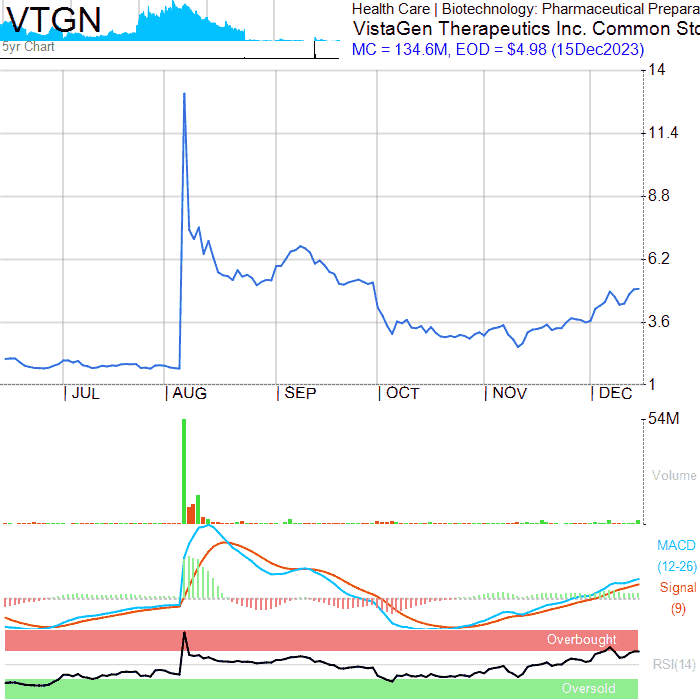 VTGN
5yr Chart
Health Care | Biotechnology: Pharmaceutical Prepara
VistaGen Therapeutics Inc. Common Sto
MC = 134.6M, EOD = $4.98 (15Dec2023)
14
11.4
8.8
6.2
3.6
1
| JUL | AUG | SEP | OCT | NOV | DEC
54M
Volume
MACD
(12-26)
Signal
(9)
Overbought
RSI(14)
Oversold